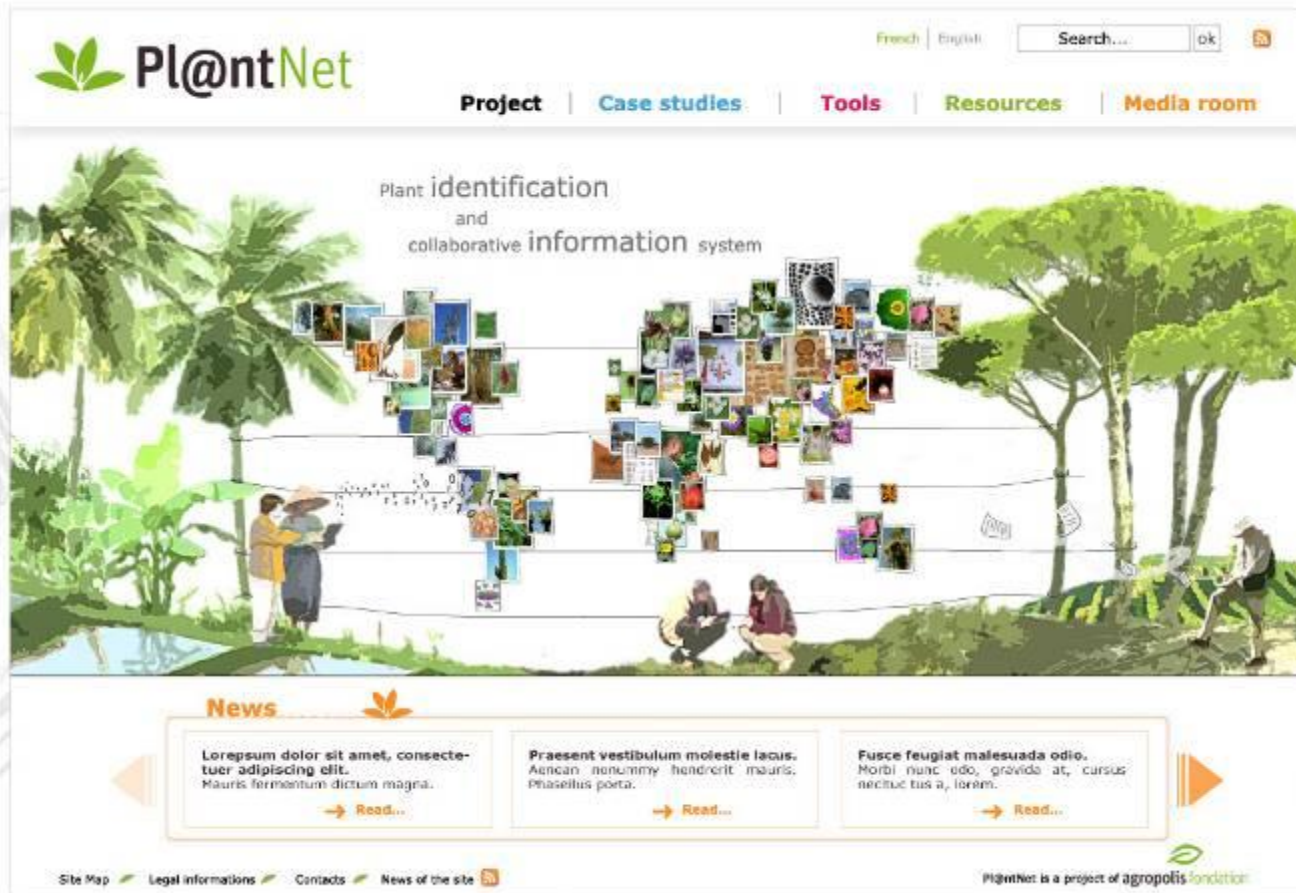 Pl@ntNet
French | English
Search...
ok
Project | Case studies | Tools | Resources | Media room
Plant identification
and
collaborative information system
News
Lorepsum dolor sit amet, consecte-
tuer adipiscing elit.
Mauris fermentum dictum magna.
Read...
Praesent vestibulum molestie lacus.
Aenean nonummy hendrerit mauris.
Phasellus porta.
Read...
Fusce feugiat malesuada odio.
Morbi nunc odo, gravida at, cursus
necluc tus a, lorem.
Read...
Site Map
Legal informations
Contacts
News of the site
Pl@ntNet is a project of agropolis fondation